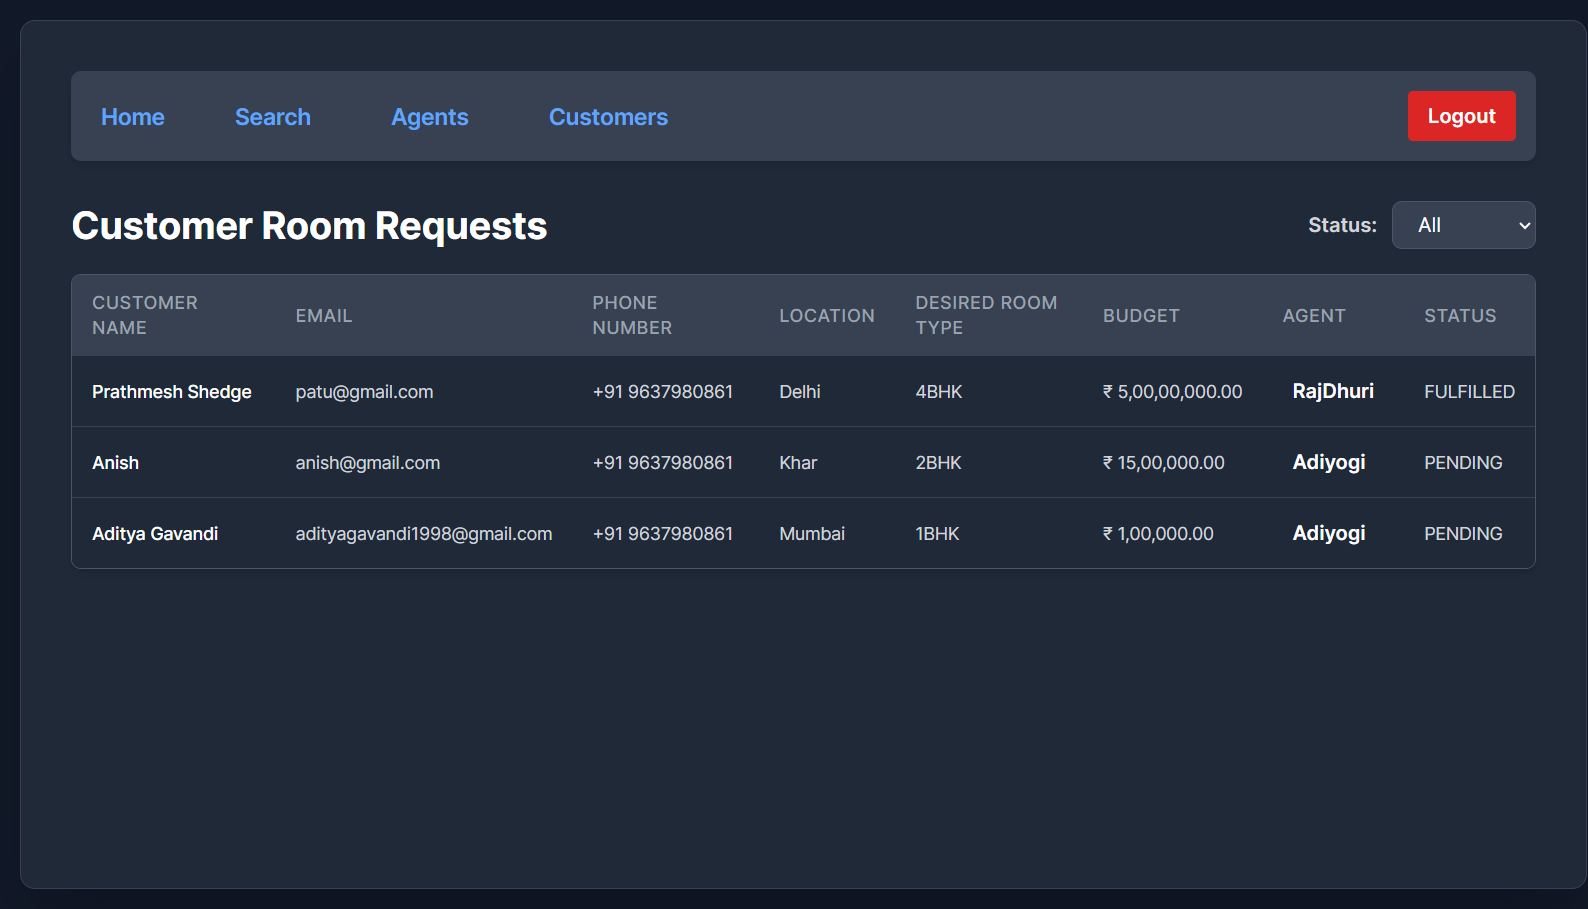 Home Search Agents Customers Logout
Customer Room Requests Status: All
CUSTOMER NAME EMAIL PHONE NUMBER LOCATION DESIRED ROOM TYPE BUDGET AGENT STATUS
Prathmesh Shedge patu@gmail.com +91 9637980861 Delhi 4BHK ₹ 5,00,00,000.00 RajDhuri FULFILLED
Anish anish@gmail.com +91 9637980861 Khar 2BHK ₹ 15,00,000.00 Adiyogi PENDING
Aditya Gavandi adityagavandi1998@gmail.com +91 9637980861 Mumbai 1BHK ₹ 1,00,000.00 Adiyogi PENDING